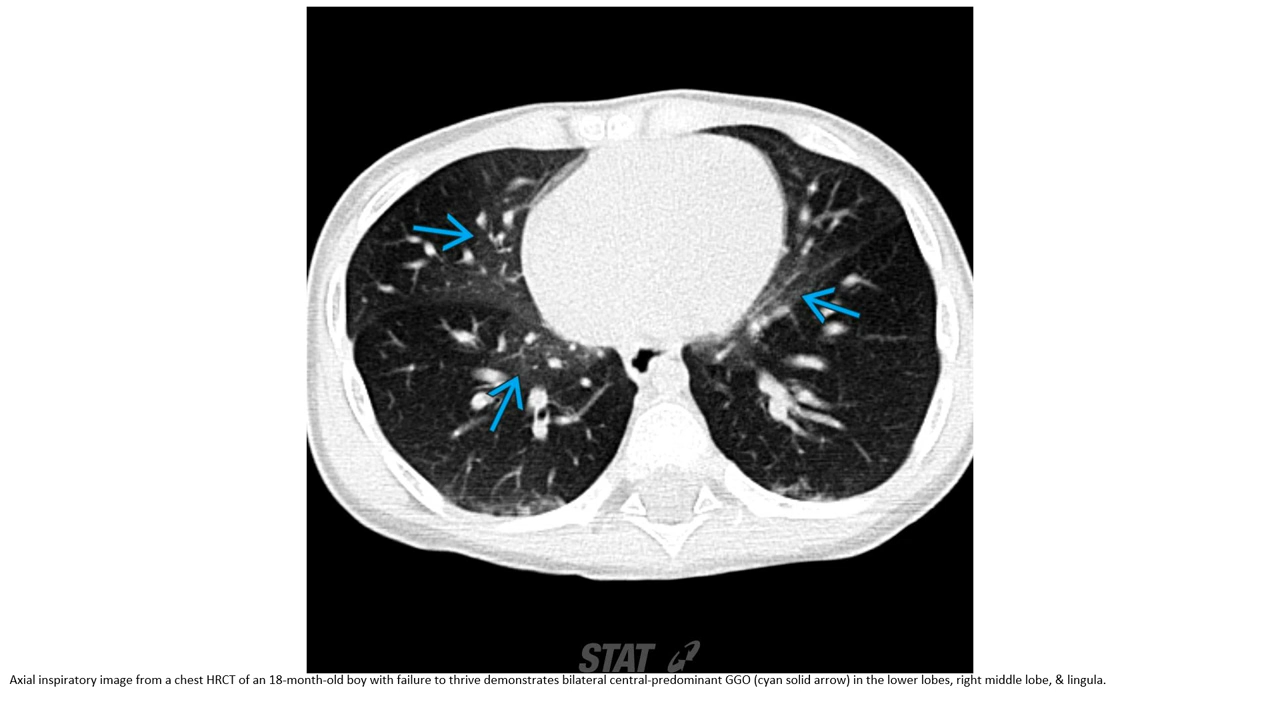 STAT
Axial inspiratory image from a chest HRCT of an 18-month-old boy with failure to thrive demonstrates bilateral central-predominant GGO (cyan solid arrow) in the lower lobes, right middle lobe, & lingula.